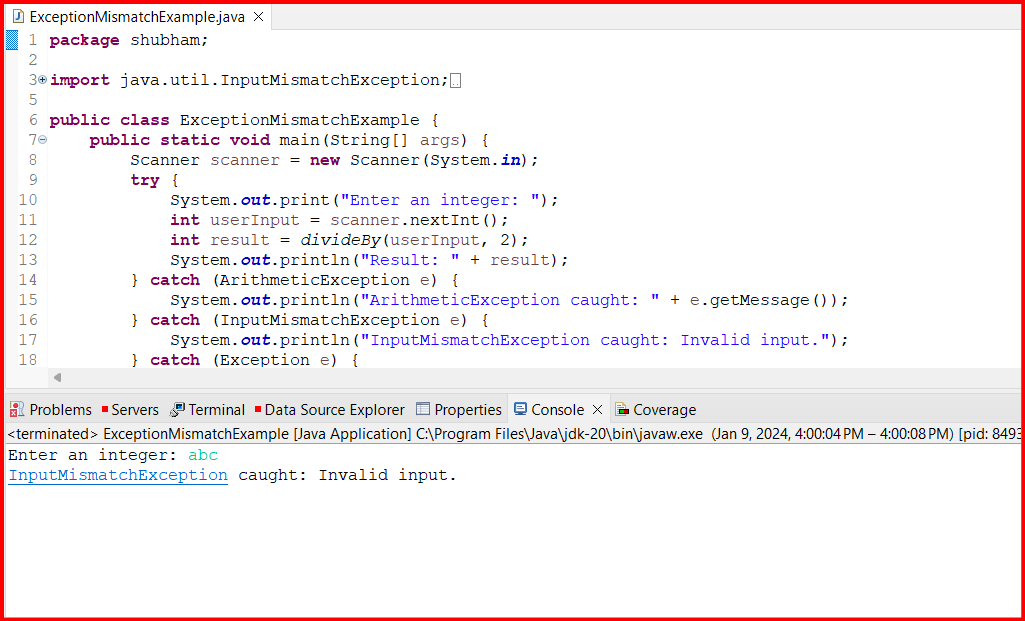 ExceptionMismatchExample.java
1 package shubham;
2
3 import java.util.InputMismatchException;
5
6 public class ExceptionMismatchExample {
7     public static void main(String[] args) {
8         Scanner scanner = new Scanner(System.in);
9         try {
10             System.out.print("Enter an integer: ");
11             int userInput = scanner.nextInt();
12             int result = divideBy(userInput, 2);
13             System.out.println("Result: " + result);
14         } catch (ArithmeticException e) {
15             System.out.println("ArithmeticException caught: " + e.getMessage());
16         } catch (InputMismatchException e) {
17             System.out.println("InputMismatchException caught: Invalid input.");
18         } catch (Exception e) {
Problems Servers Terminal Data Source Explorer Properties Console Coverage
<terminated> ExceptionMismatchExample [Java Application] C:\Program Files\Java\jdk-20\bin\javaw.exe (Jan 9, 2024, 4:00:04 PM – 4:00:08 PM) [pid: 8493
Enter an integer: abc
InputMismatchException caught: Invalid input.